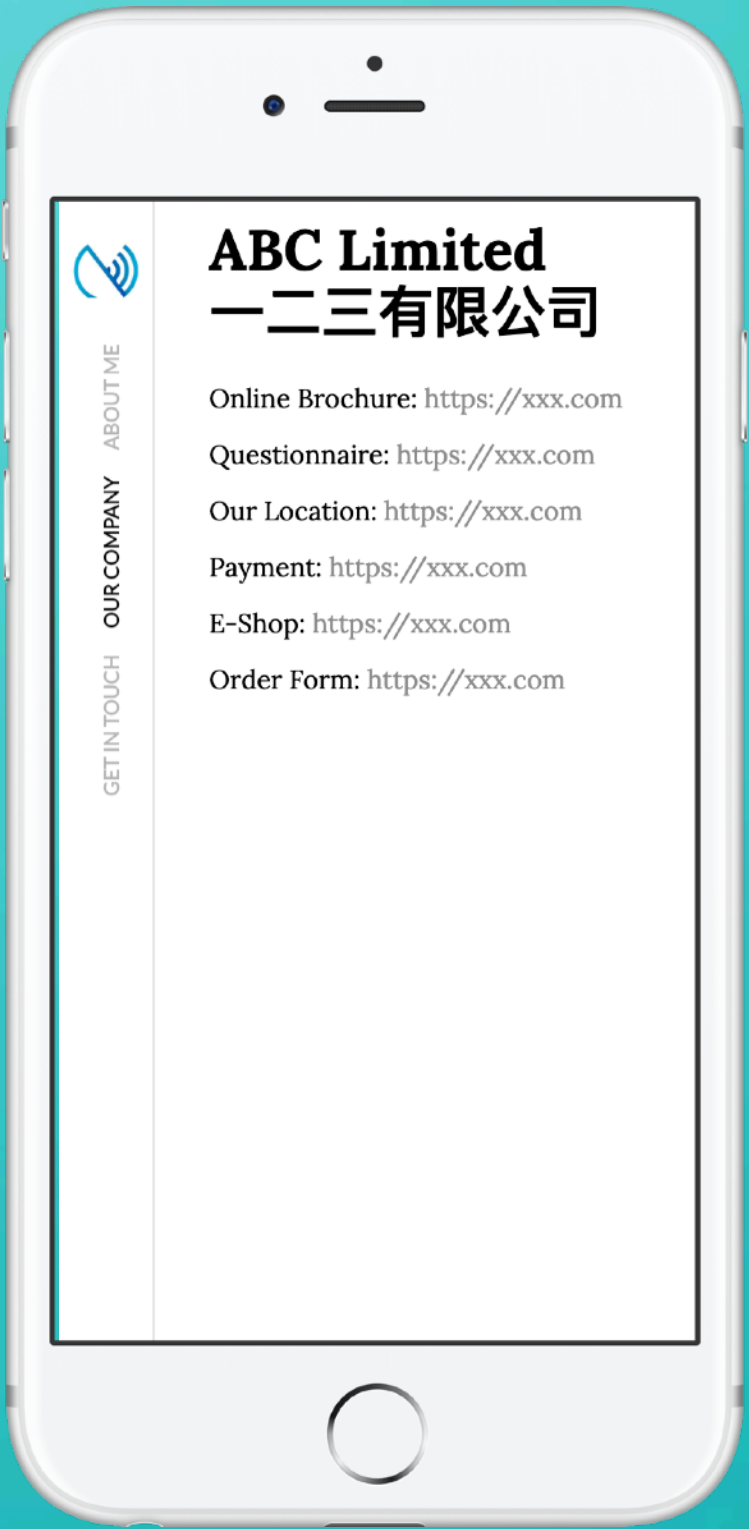 ABC Limited
一二三有限公司
ABOUT ME
OUR COMPANY
GET IN TOUCH
Online Brochure: https://xxx.com
Questionnaire: https://xxx.com
Our Location: https://xxx.com
Payment: https://xxx.com
E-Shop: https://xxx.com
Order Form: https://xxx.com